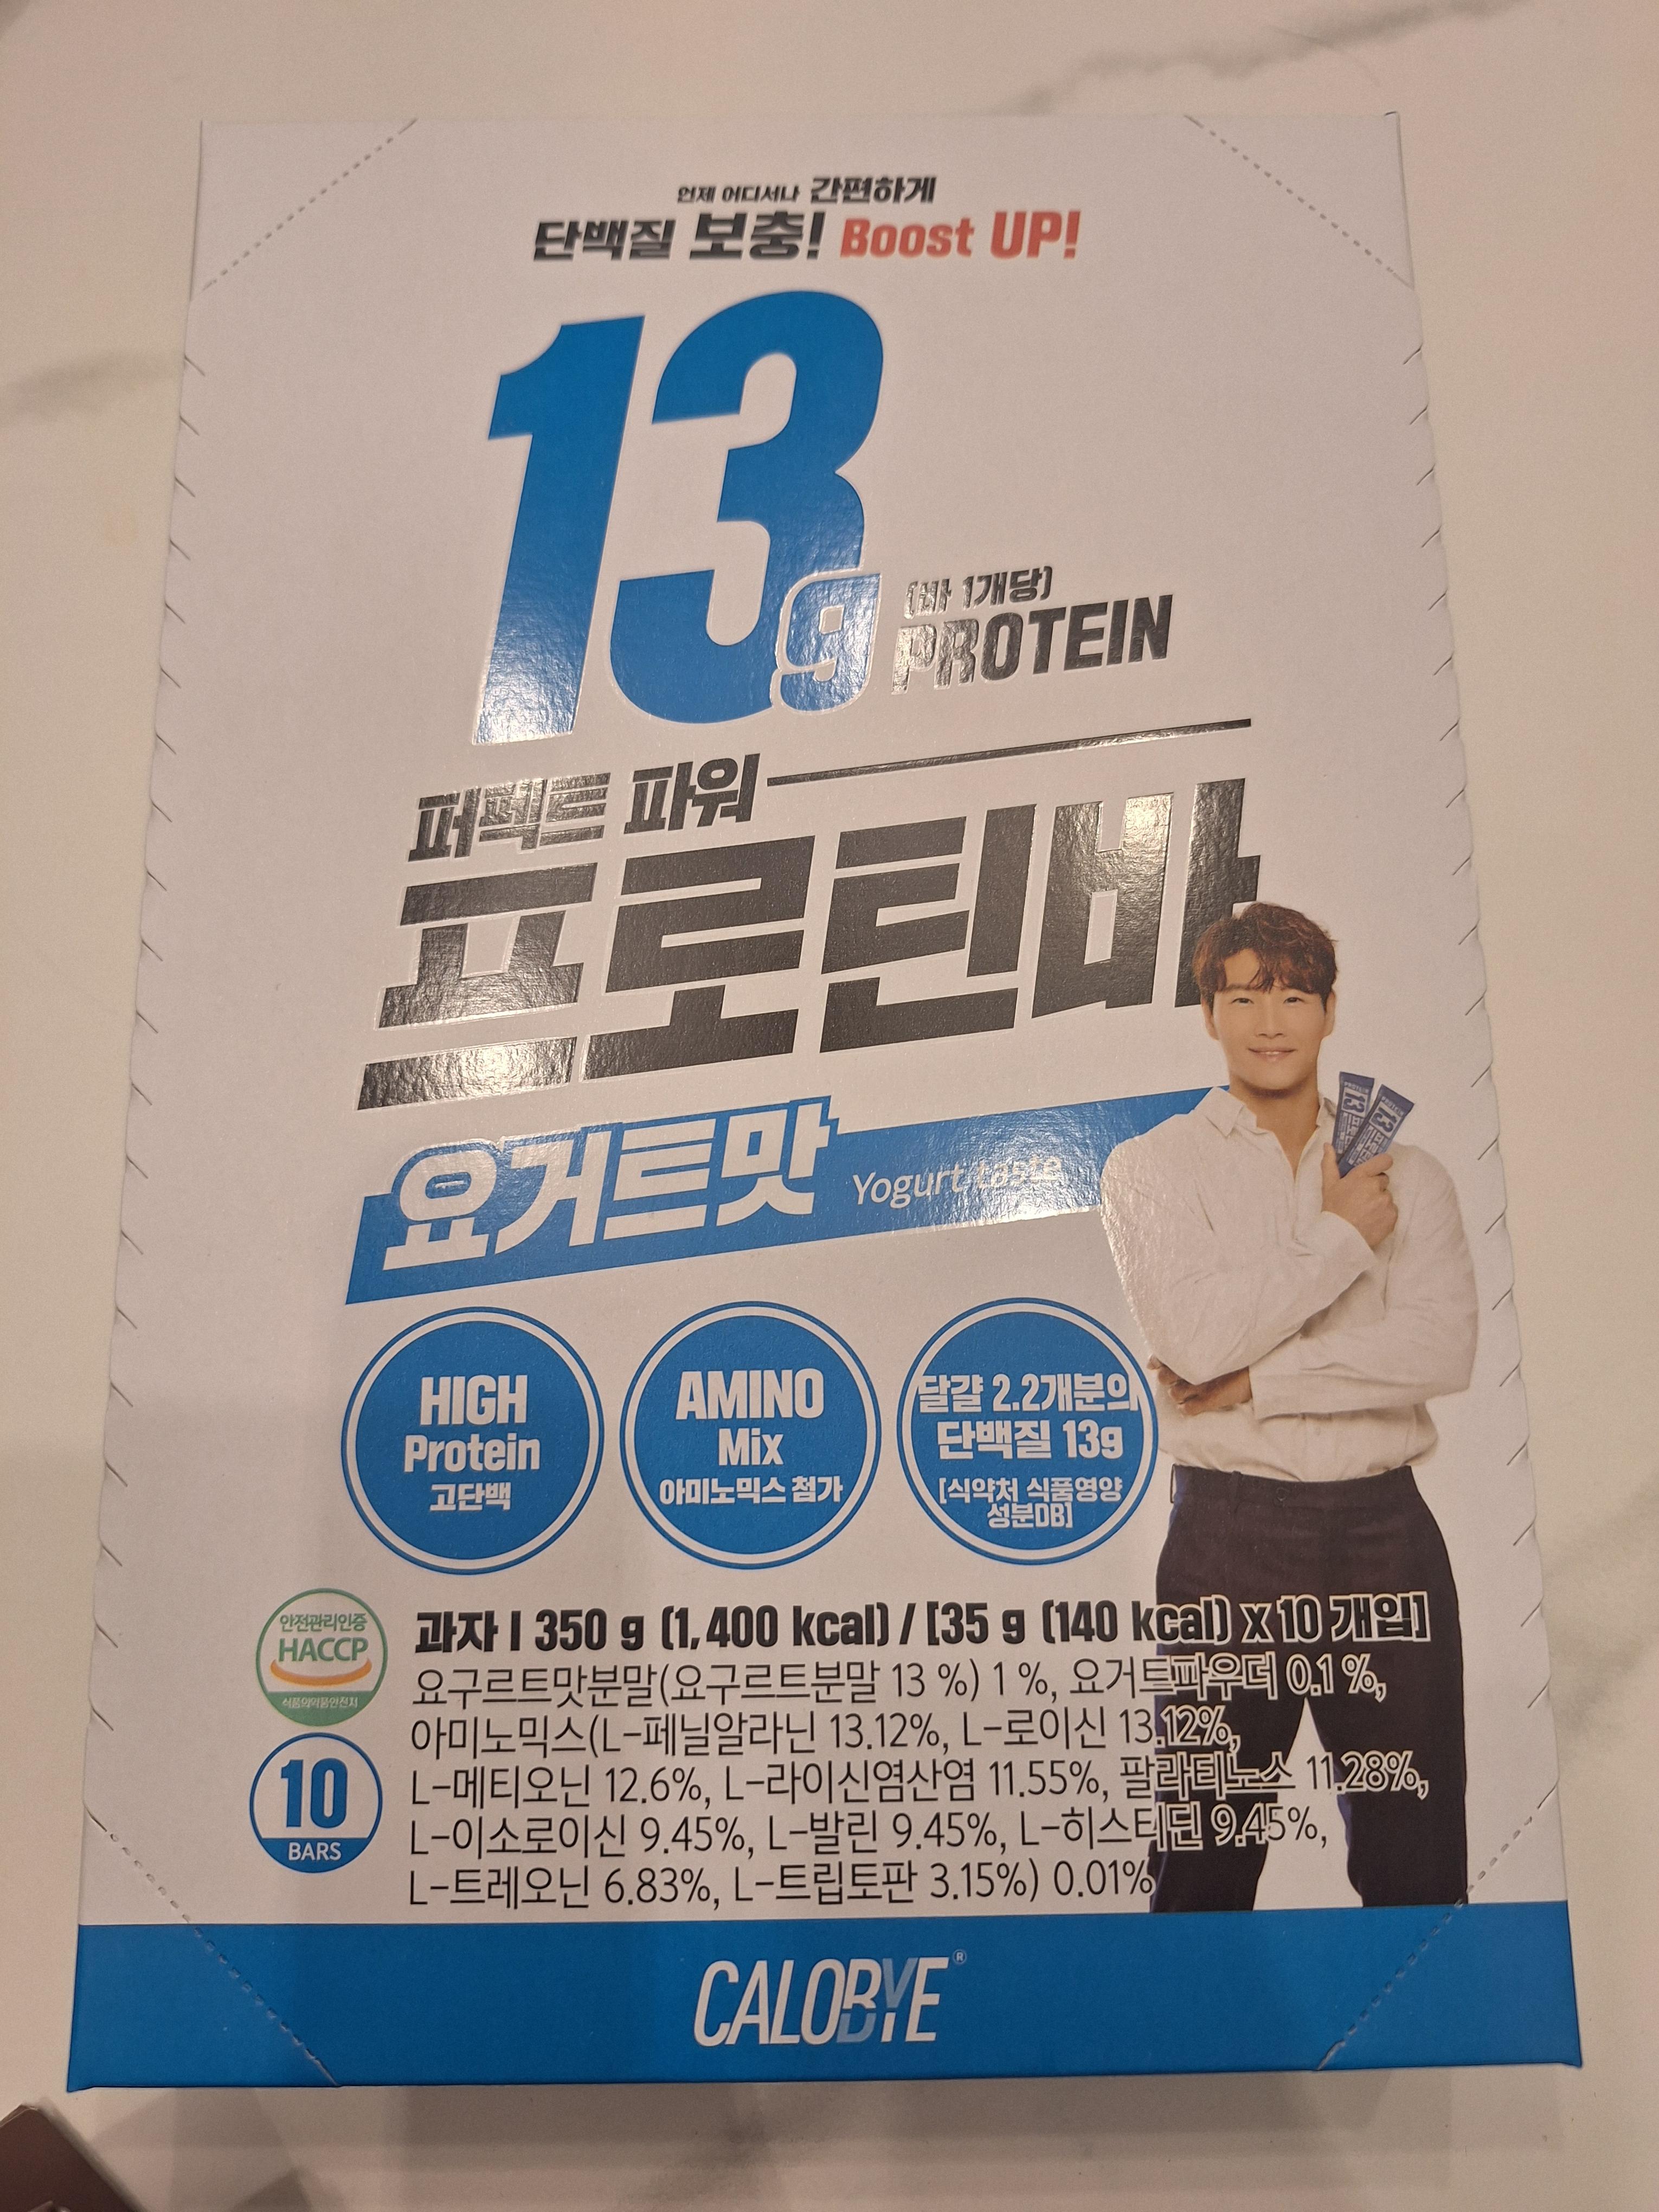 언제 어디서나 간편하게
단백질 보충! Boost UP!
13g
(바 1개당)
PROTEIN
퍼펙트 파워
프로틴바
요거트맛 Yogurt taste
HIGH
Protein
고단백
AMINO
Mix
아미노믹스 첨가
달걀 2.2개분의
단백질 13g
[식약처 식품영양
성분DB]
안전관리인증
HACCP
식품의약품안전처
10
BARS
과자 I 350 g (1,400 kcal) / [35 g (140 kcal) x 10 개입]
요구르트맛분말(요구르트분말 13 %) 1 %, 요거트파우더 0.1 %,
아미노믹스(L-페닐알라닌 13.12%, L-로이신 13.12%,
L-메티오닌 12.6%, L-라이신염산염 11.55%, 팔라티노스 11.28%,
L-이소로이신 9.45%, L-발린 9.45%, L-히스티딘 9.45%,
L-트레오닌 6.83%, L-트립토판 3.15%) 0.01%
CALOBYE®
13
13